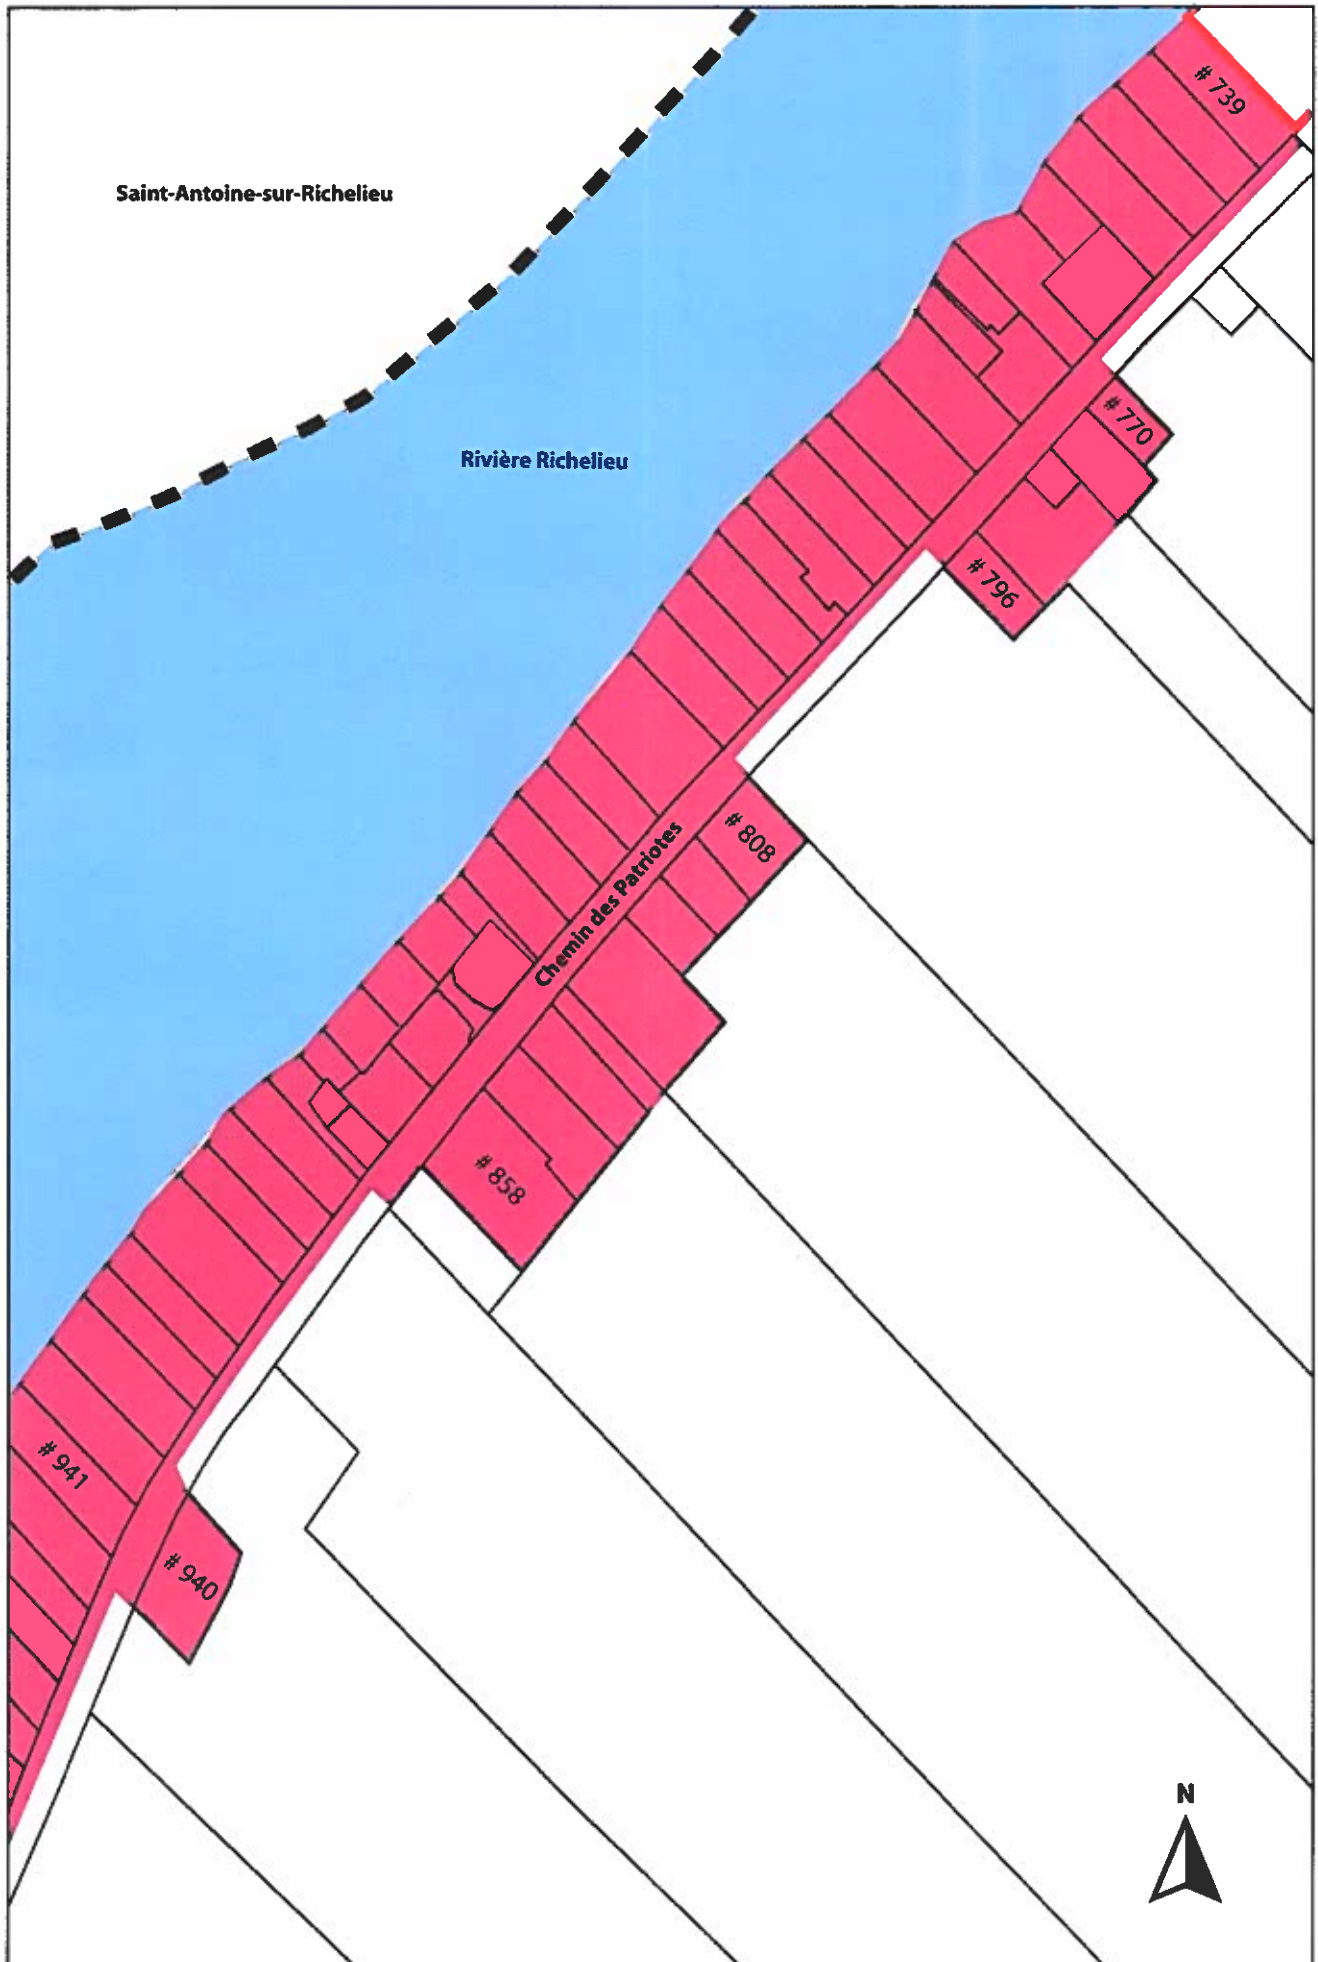 # 739
Saint-Antoine-sur-Richelieu
# 770
Rivière Richelieu
# 796
# 808
Chemin des Patriotes
# 858
# 941
# 940
N